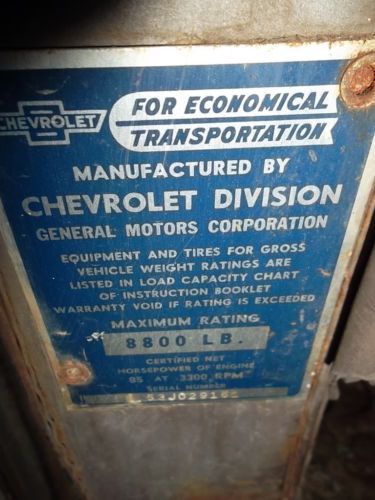 CHEVROLET
FOR ECONOMICAL
TRANSPORTATION
MANUFACTURED BY
CHEVROLET DIVISION
GENERAL MOTORS CORPORATION
EQUIPMENT AND TIRES FOR GROSS
VEHICLE WEIGHT RATINGS ARE
LISTED IN LOAD CAPACITY CHART
OF INSTRUCTION BOOKLET
WARRANTY VOID IF RATING IS EXCEEDED
MAXIMUM RATING
8800 LB.
CERTIFIED NET
HORSEPOWER OF ENGINE
85 AT 3300 RPM
SERIAL NUMBER